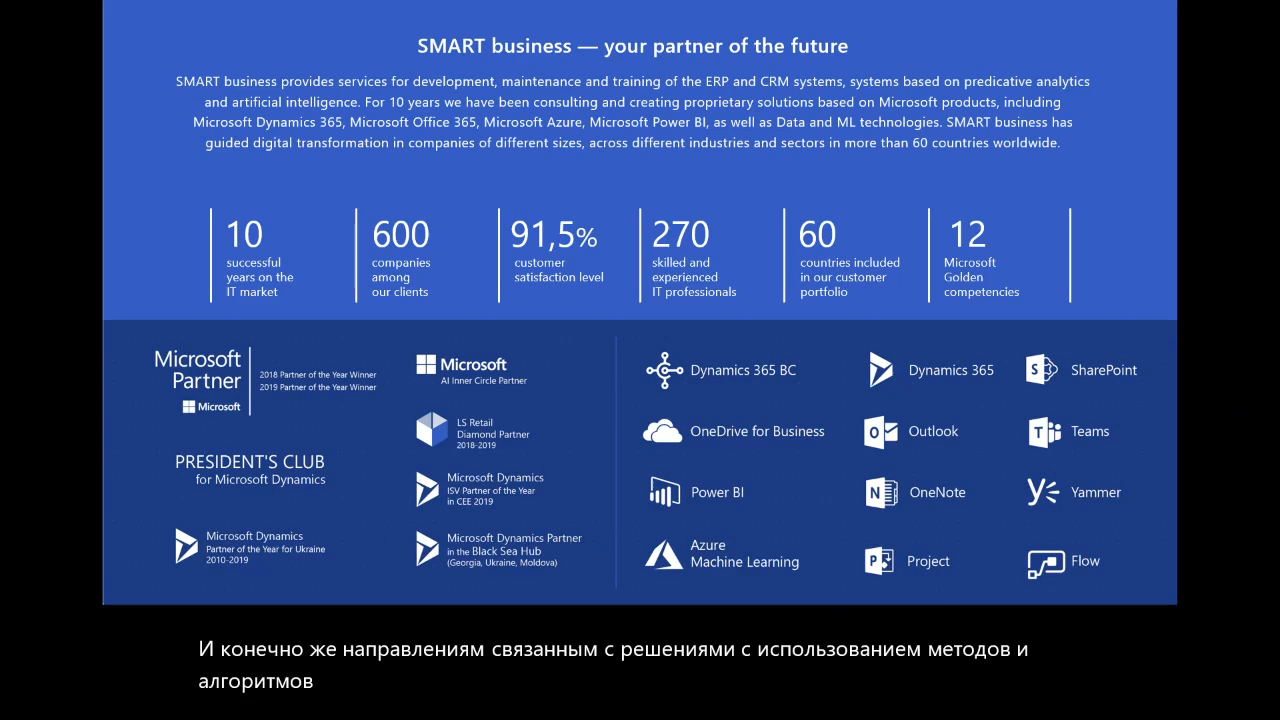 SMART business — your partner of the future
SMART business provides services for development, maintenance and training of the ERP and CRM systems, systems based on predicative analytics
and artificial intelligence. For 10 years we have been consulting and creating proprietary solutions based on Microsoft products, including
Microsoft Dynamics 365, Microsoft Office 365, Microsoft Azure, Microsoft Power BI, as well as Data and ML technologies. SMART business has
guided digital transformation in companies of different sizes, across different industries and sectors in more than 60 countries worldwide.
10
successful
years on the
IT market
600
companies
among
our clients
91,5%
customer
satisfaction level
270
skilled and
experienced
IT professionals
60
countries included
in our customer
portfolio
12
Microsoft
Golden
competencies
Microsoft
Partner
Microsoft
2018 Partner of the Year Winner
2019 Partner of the Year Winner
PRESIDENT'S CLUB
for Microsoft Dynamics
Microsoft Dynamics
Partner of the Year for Ukraine
2010-2019
Microsoft
AI Inner Circle Partner
LS Retail
Diamond Partner
2018-2019
Microsoft Dynamics
ISV Partner of the Year
in CEE 2019
Microsoft Dynamics Partner
in the Black Sea Hub
(Georgia, Ukraine, Moldova)
Dynamics 365 BC
OneDrive for Business
Power BI
Azure
Machine Learning
Dynamics 365
Outlook
OneNote
Project
SharePoint
Teams
Yammer
Flow
И конечно же направлениям связанным с решениями с использованием методов и
алгоритмов